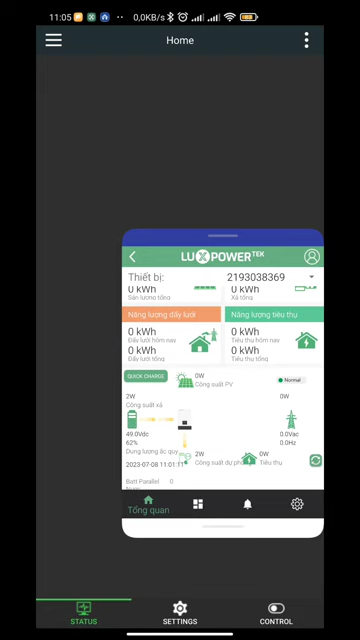 11:05 ·· 0,0KB/s
Home
LUXPOWERTEK
Thiết bị: 2193038369
0 kWh 0 kWh
Sản lượng tổng Xả tổng
Năng lượng đẩy lưới Năng lượng tiêu thụ
0 kWh 0 kWh
Đẩy lưới hôm nay Tiêu thụ hôm nay
0 kWh 0 kWh
Đẩy lưới tổng Tiêu thụ tổng
QUICK CHARGE 0W
Công suất PV Normal
2W 0W
Công suất xả
49.0Vdc 0.0Vac
62% 0.0Hz
Dung lượng ắc quy 2W 0W
2023-07-08 11:01:11 Công suất dự ph Tiêu thụ
Batt Parallel 0
Tổng quan
STATUS SETTINGS CONTROL